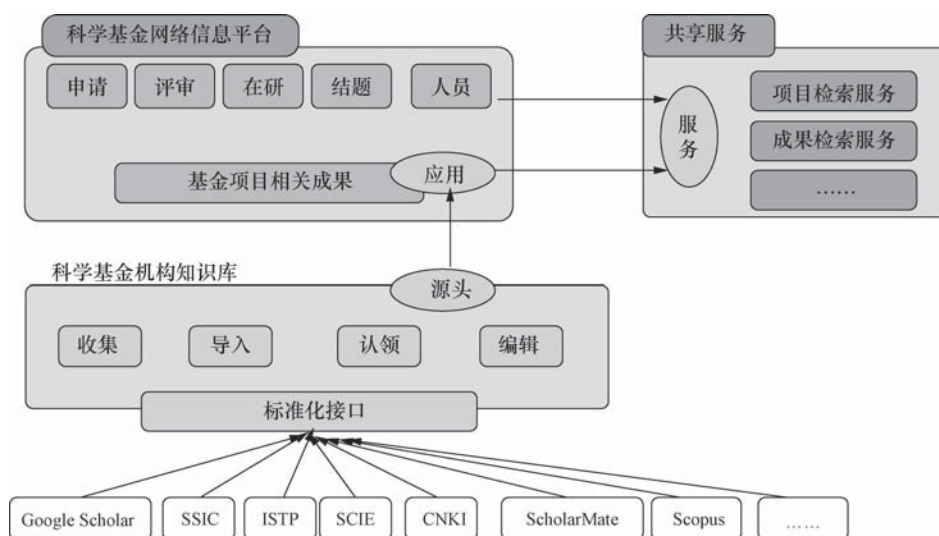 科学基金网络信息平台
共享服务
申请
评审
在研
结题
人员
服务
项目检索服务
成果检索服务
……
基金项目相关成果
应用
科学基金机构知识库
源头
收集
导入
认领
编辑
标准化接口
Google Scholar
SSIC
ISTP
SCIE
CNKI
ScholarMate
Scopus
……